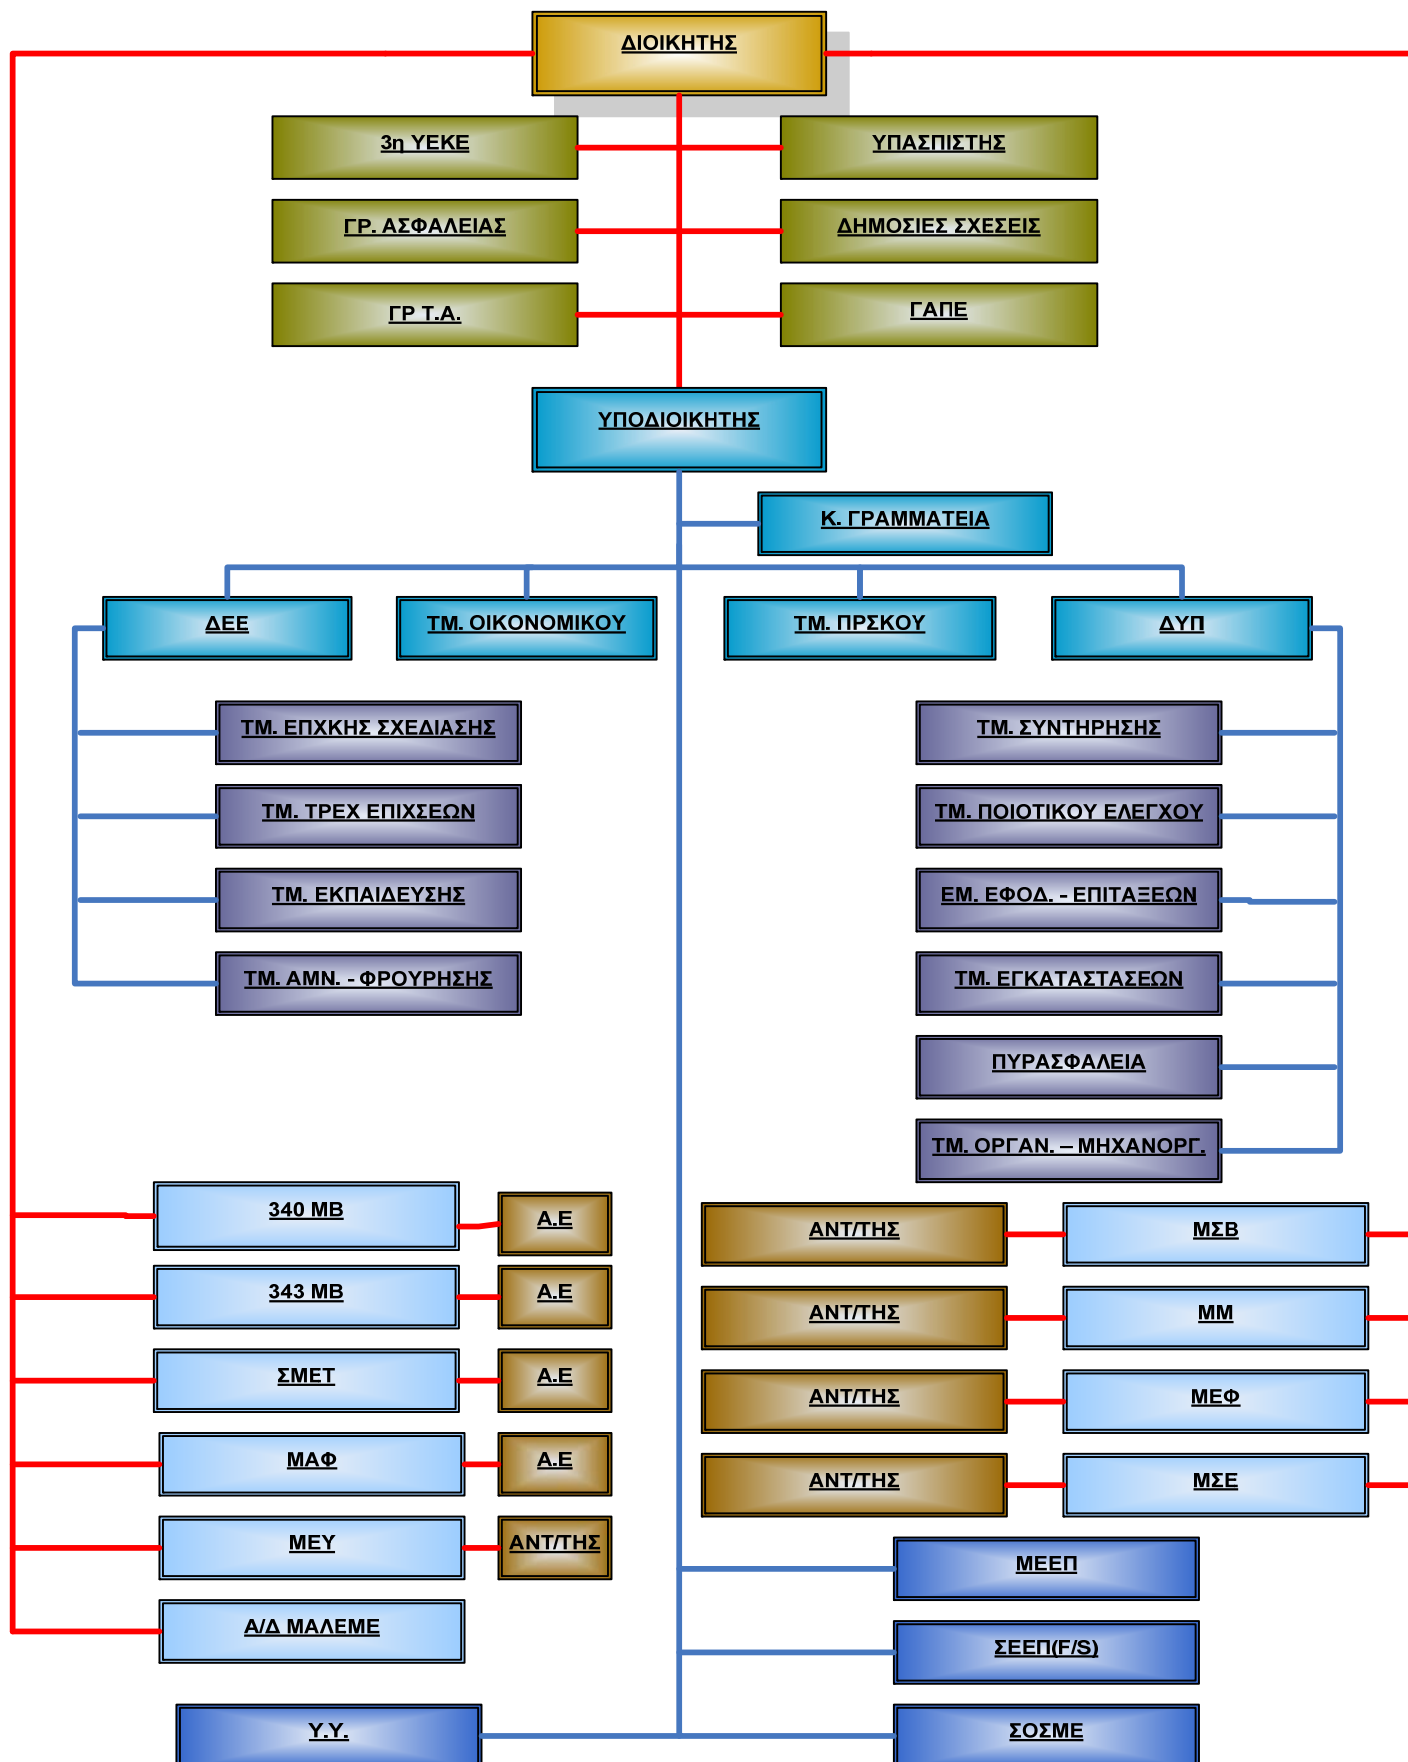 ΔΙΟΙΚΗΤΗΣ
3η ΥΕΚΕ
ΥΠΑΣΠΙΣΤΗΣ
ΓΡ. ΑΣΦΑΛΕΙΑΣ
ΔΗΜΟΣΙΕΣ ΣΧΕΣΕΙΣ
ΓΡ Τ.Α.
ΓΑΠΕ
ΥΠΟΔΙΟΙΚΗΤΗΣ
Κ. ΓΡΑΜΜΑΤΕΙΑ
ΔΕΕ
ΤΜ. ΟΙΚΟΝΟΜΙΚΟΥ
ΤΜ. ΠΡΣΚΟΥ
ΔΥΠ
ΤΜ. ΕΠΧΚΗΣ ΣΧΕΔΙΑΣΗΣ
ΤΜ. ΣΥΝΤΗΡΗΣΗΣ
ΤΜ. ΤΡΕΧ ΕΠΙΧΣΕΩΝ
ΤΜ. ΠΟΙΟΤΙΚΟΥ ΕΛΕΓΧΟΥ
ΤΜ. ΕΚΠΑΙΔΕΥΣΗΣ
ΕΜ. ΕΦΟΔ. - ΕΠΙΤΑΞΕΩΝ
ΤΜ. ΑΜΝ. - ΦΡΟΥΡΗΣΗΣ
ΤΜ. ΕΓΚΑΤΑΣΤΑΣΕΩΝ
ΠΥΡΑΣΦΑΛΕΙΑ
ΤΜ. ΟΡΓΑΝ. – ΜΗΧΑΝΟΡΓ.
340 ΜΒ
Α.Ε
ΑΝΤ/ΤΗΣ
ΜΣΒ
343 ΜΒ
Α.Ε
ΑΝΤ/ΤΗΣ
ΜΜ
ΣΜΕΤ
Α.Ε
ΑΝΤ/ΤΗΣ
ΜΕΦ
ΜΑΦ
Α.Ε
ΑΝΤ/ΤΗΣ
ΜΣΕ
ΜΕΥ
ΑΝΤ/ΤΗΣ
ΜΕΕΠ
Α/Δ ΜΑΛΕΜΕ
ΣΕΕΠ(F/S)
Υ.Υ.
ΣΟΣΜΕ